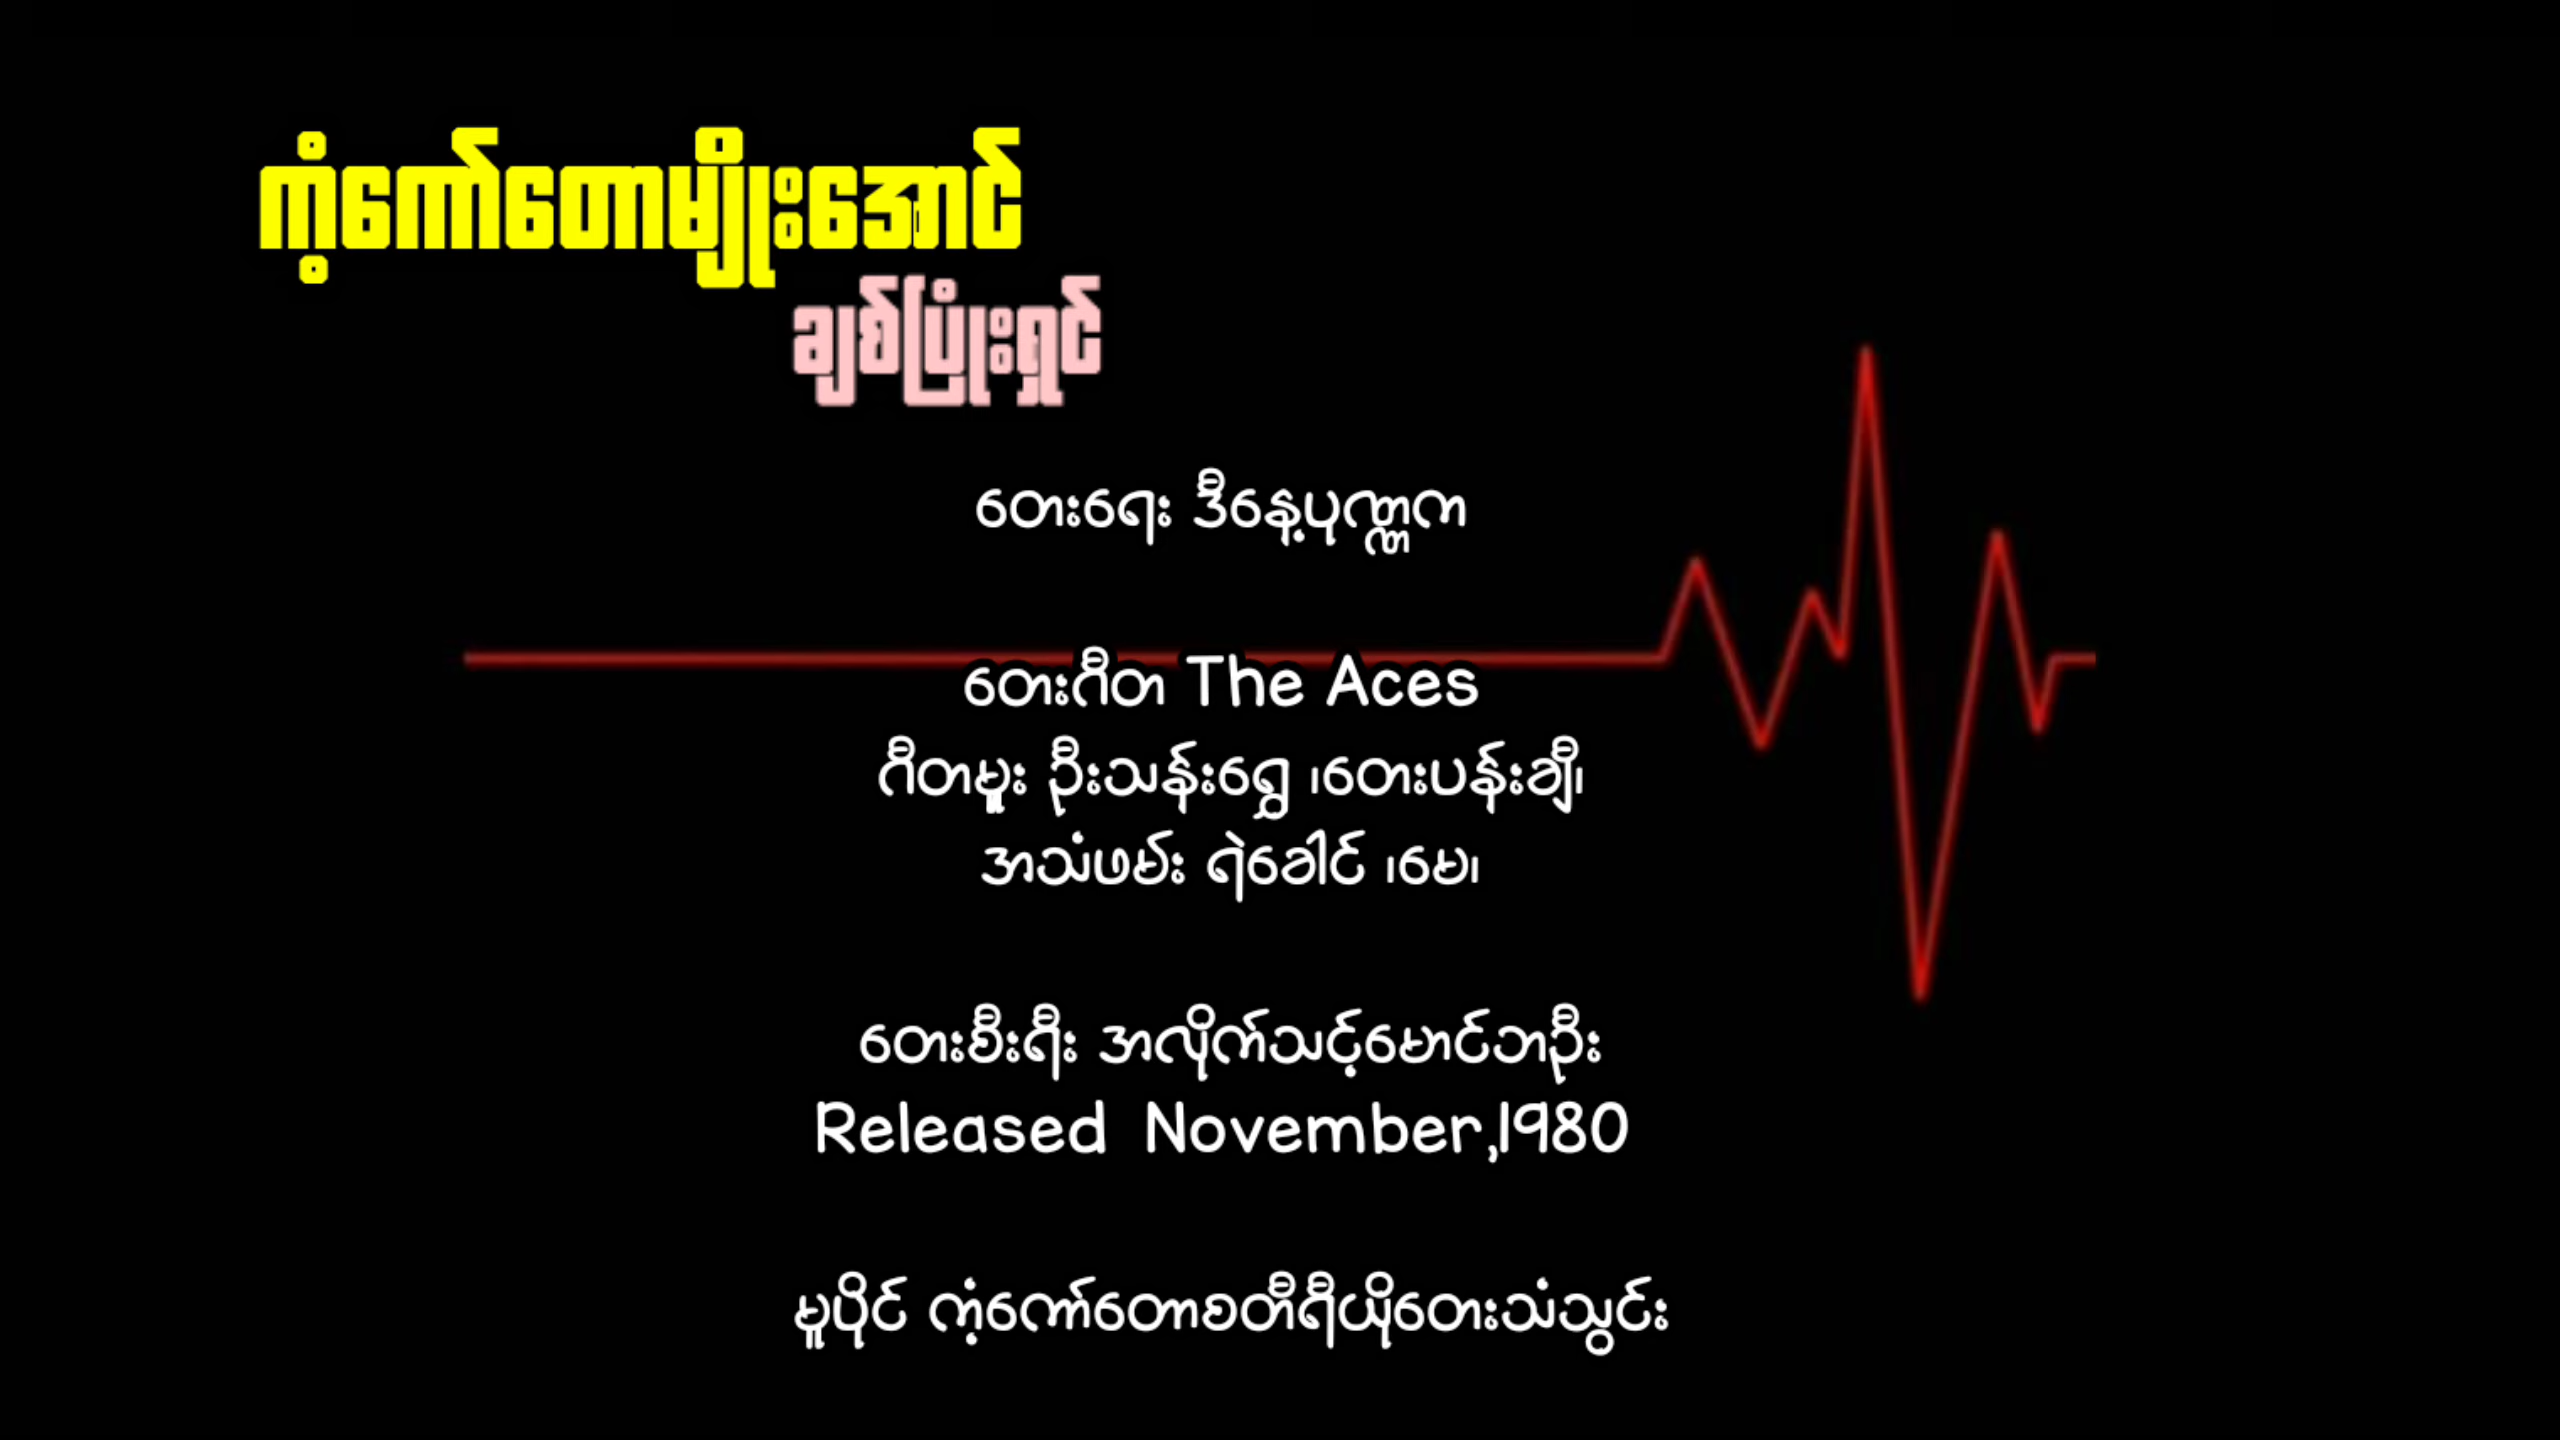 ကံ့ကော်တောမျိုးအောင်
ချစ်ပြုံးရှင်
တေးရေး ဒီနေ့ပုဏ္ဏက
တေးဂီတ The Aces
ဂီတမှူး ဦးသန်းရွှေ ၊တေးပန်းချီ၊
အသံဖမ်း ရဲခေါင် ၊မေ၊
တေးစီးရီး အလိုက်သင့်မောင်ဘဦး
Released November,1980
မူပိုင် ကံ့ကော်တောစတီရီယိုတေးသံသွင်း